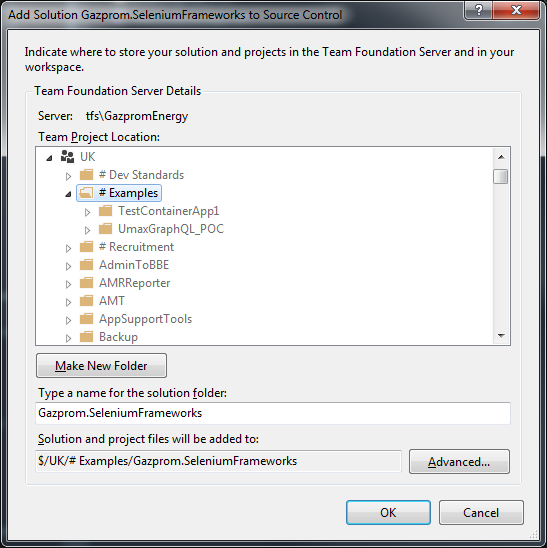 Add Solution Gazprom.SeleniumFrameworks to Source Control
?
Indicate where to store your solution and projects in the Team Foundation Server and in your
workspace.
Team Foundation Server Details
Server: tfs\GazpromEnergy
Team Project Location:
UK
# Dev Standards
# Examples
TestContainerApp1
UmaxGraphQL_POC
# Recruitment
AdminToBBE
AMRReporter
AMT
AppSupportTools
Backup
Make New Folder
Type a name for the solution folder:
Gazprom.SeleniumFrameworks
Solution and project files will be added to:
$/UK/# Examples/Gazprom.SeleniumFrameworks
Advanced...
OK
Cancel